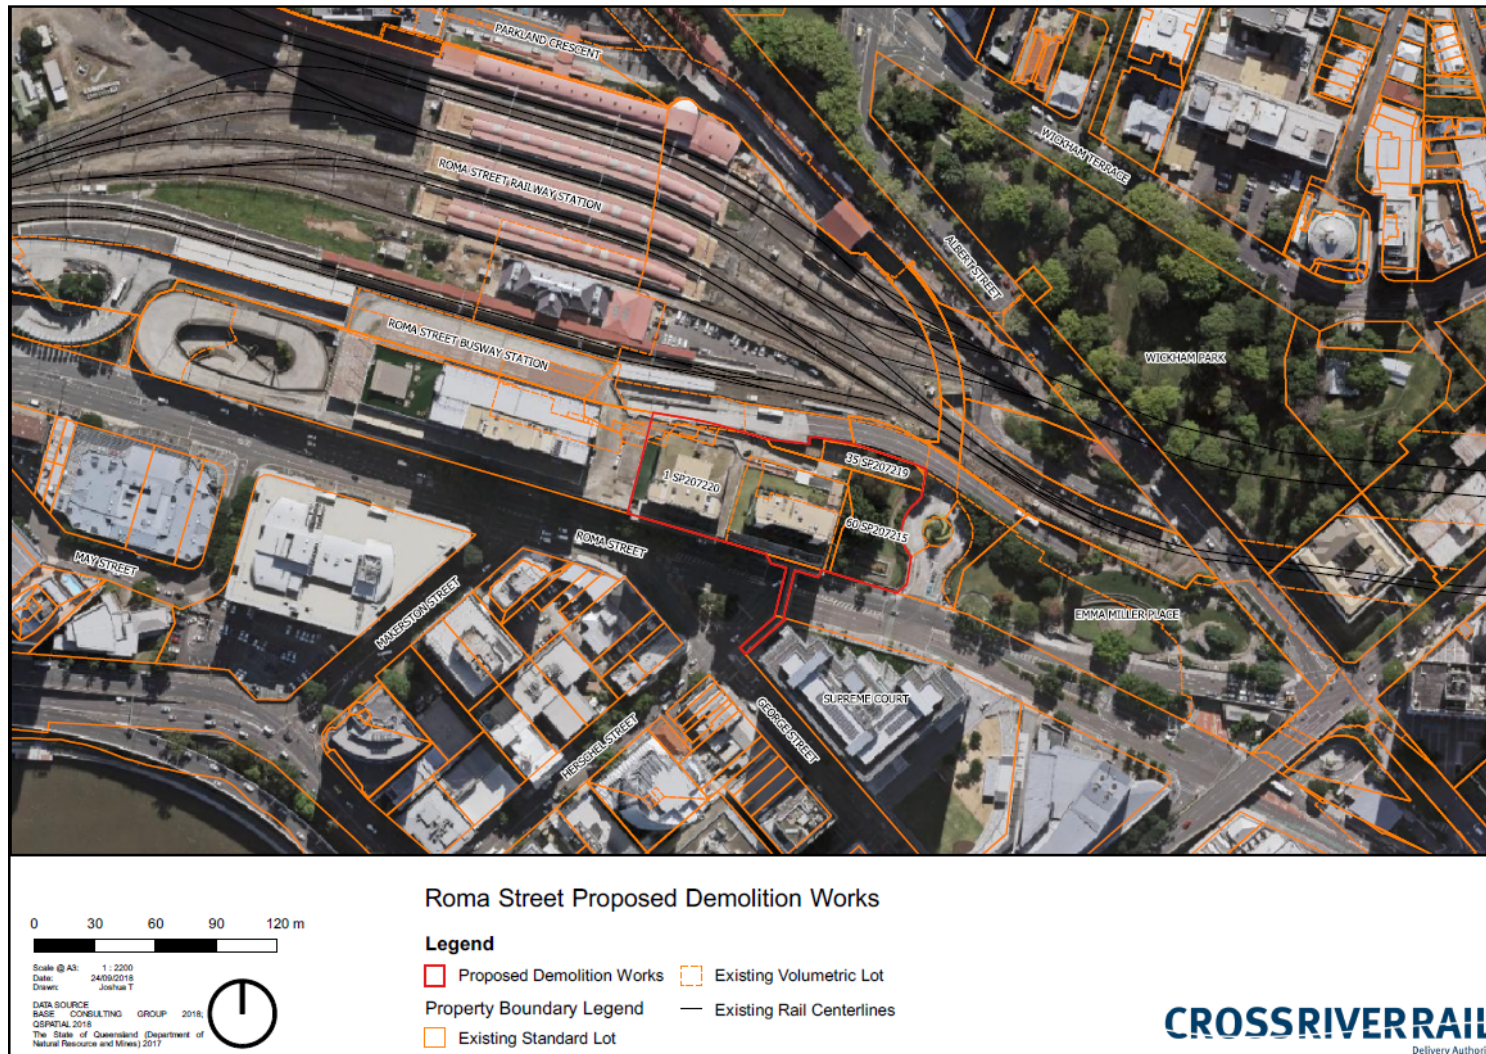 PARKLAND CRESCENT
WICKHAM TERRACE
ROMA STREET RAILWAY STATION
ALBERT STREET
ROMA STREET BUSWAY STATION
WICKHAM PARK
35 SP207219
1 SP207220
60 SP207215
ROMA STREET
MAY STREET
MAKERSTON STREET
EMMA MILLER PLACE
SUPREME COURT
GEORGE STREET
HERSCHEL STREET
Roma Street Proposed Demolition Works
0 30 60 90 120 m
Legend
Proposed Demolition Works
Existing Volumetric Lot
Property Boundary Legend
Existing Rail Centerlines
Existing Standard Lot
Scale @ A3: 1 : 2200
Date: 24/09/2018
Drawn: Joshua T
DATA SOURCE
BASE CONSULTING GROUP 2018;
QSPATIAL 2018
The State of Queensland (Department of
Natural Resource and Mines) 2017
CROSSRIVERRAIL
Delivery Authori